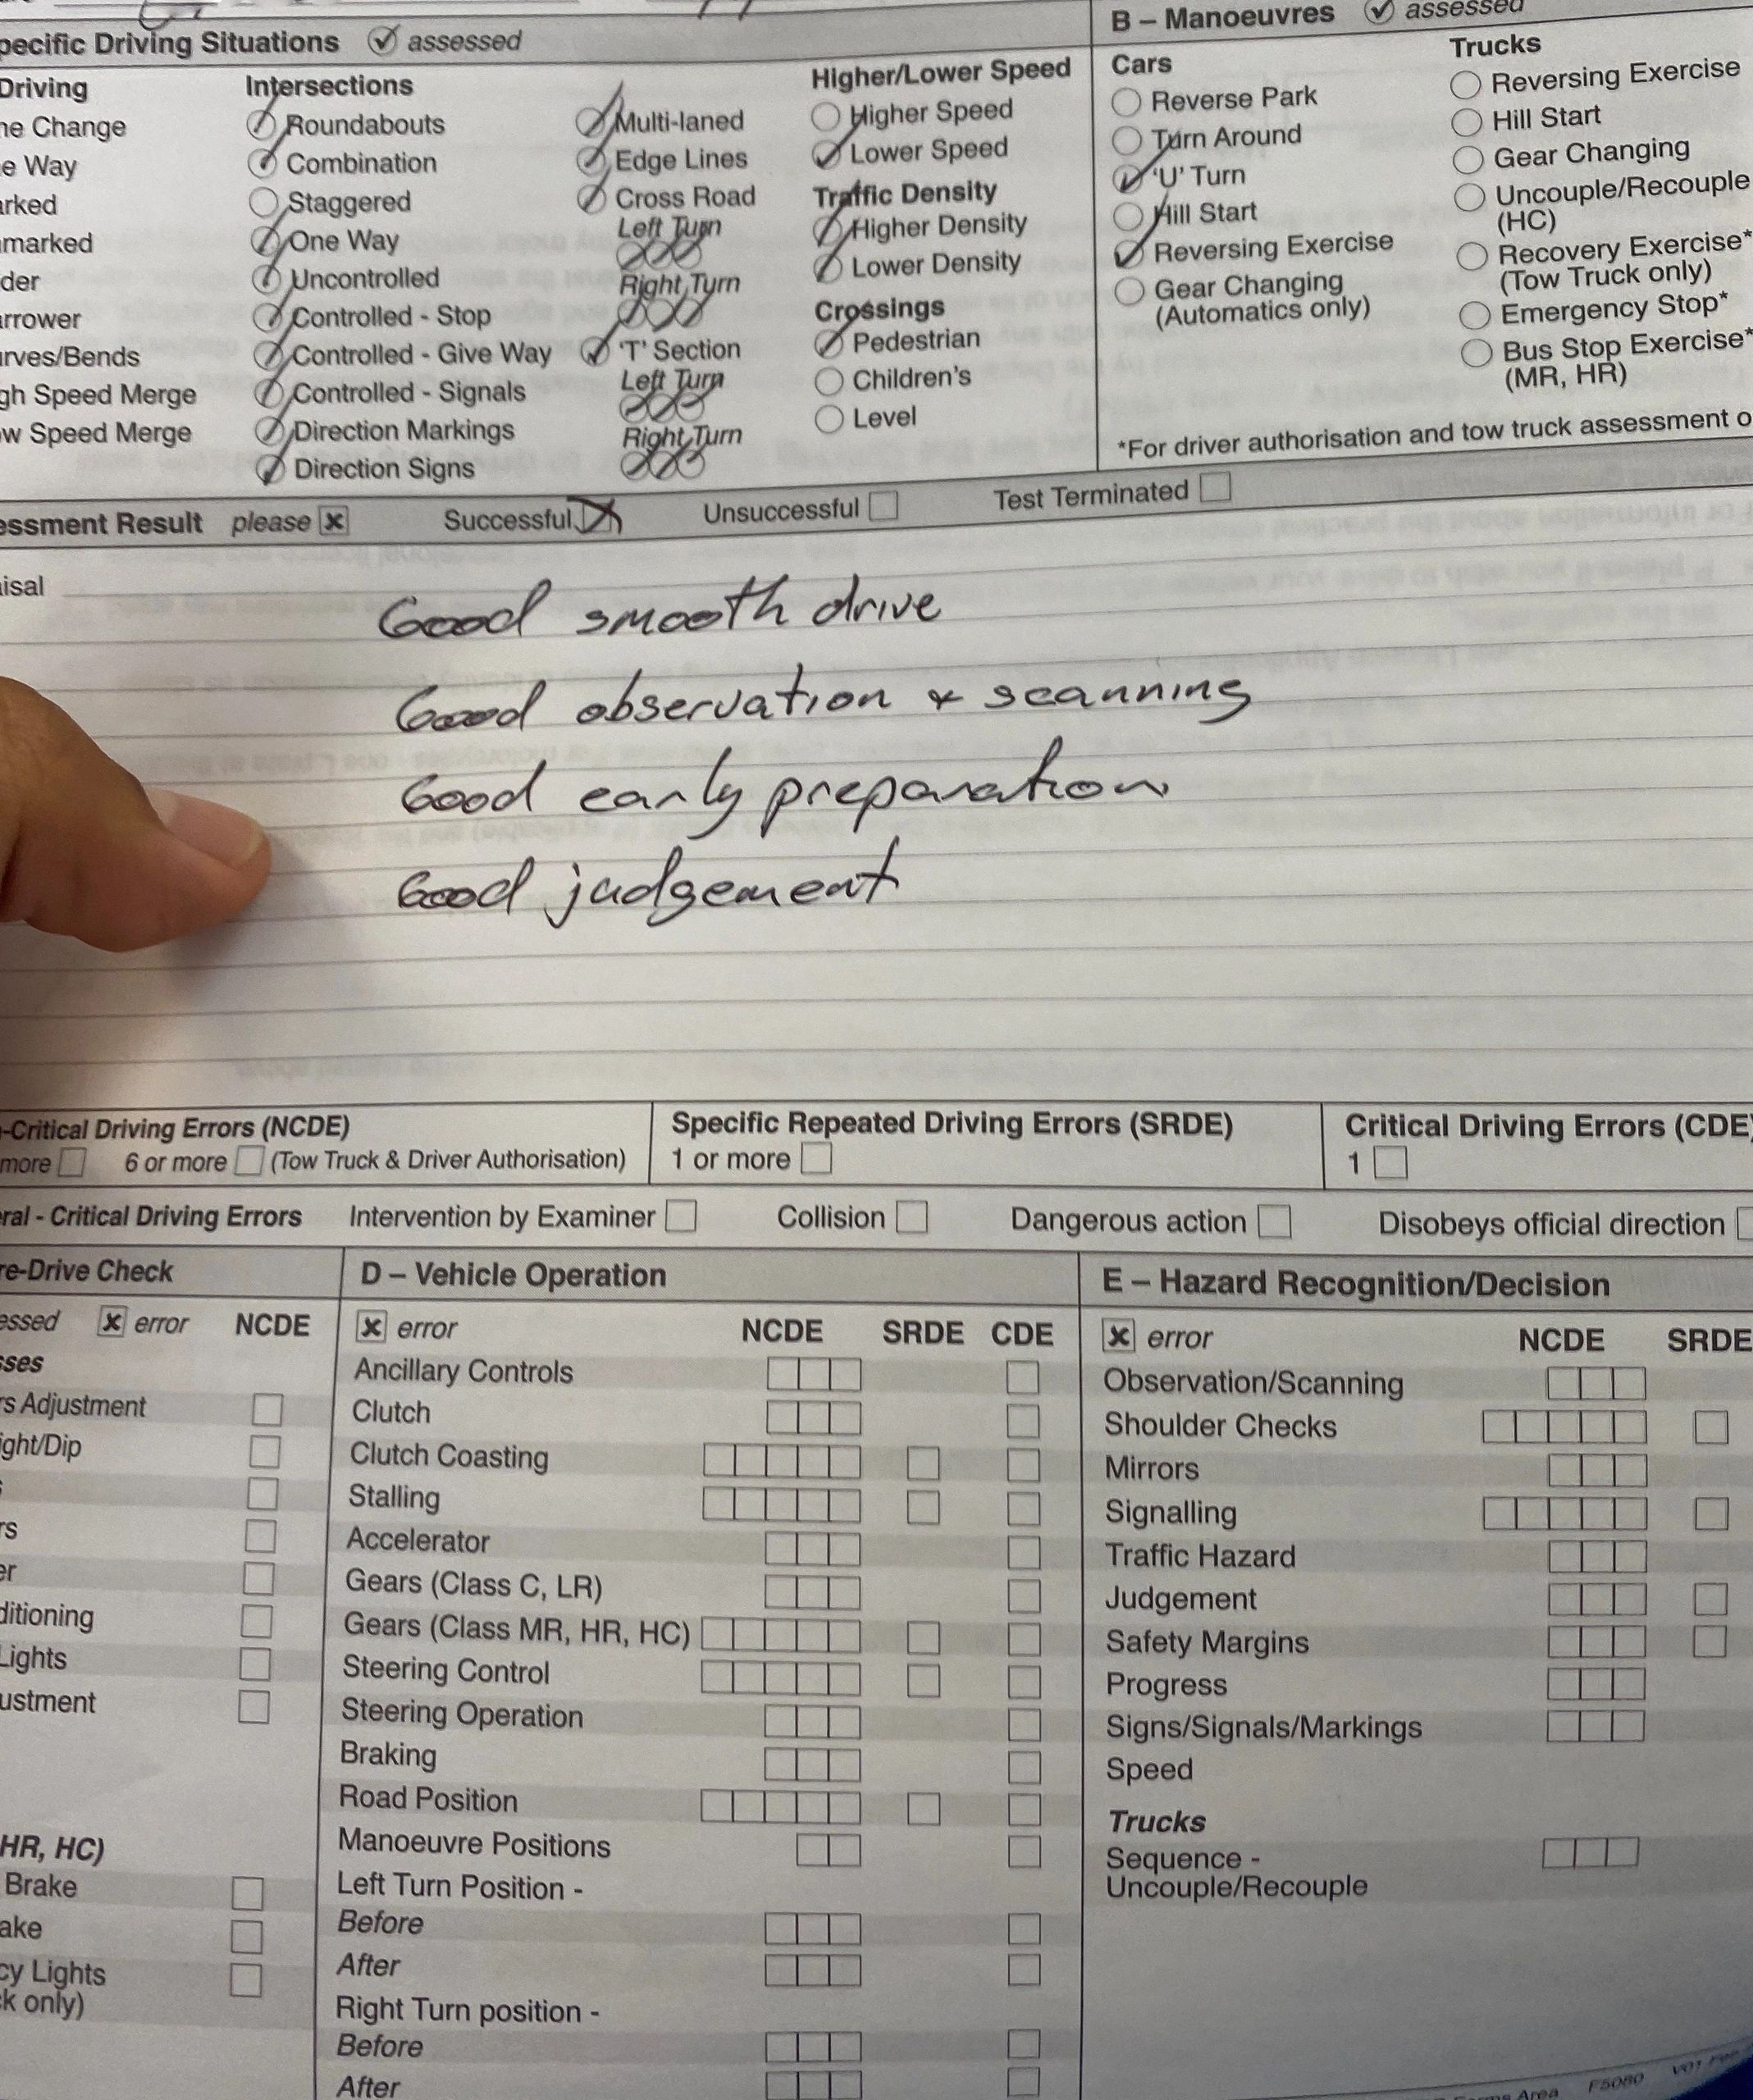 pecific Driving Situations assessed
Driving
ne Change
e Way
arked
marked
der
arrower
urves/Bends
gh Speed Merge
ow Speed Merge
Intersections
Roundabouts
Combination
Staggered
One Way
Uncontrolled
Controlled - Stop
Controlled - Give Way
Controlled - Signals
Direction Markings
Direction Signs
Multi-laned
Edge Lines
Cross Road
Left Turn
Right Turn
'T' Section
Left Turn
Right Turn
Higher/Lower Speed
Higher Speed
Lower Speed
Traffic Density
Higher Density
Lower Density
Crossings
Pedestrian
Children's
Level
B – Manoeuvres assessed
Cars
Reverse Park
Turn Around
'U' Turn
Hill Start
Reversing Exercise
Gear Changing
(Automatics only)
Trucks
Reversing Exercise
Hill Start
Gear Changing
Uncouple/Recouple
(HC)
Recovery Exercise*
(Tow Truck only)
Emergency Stop*
Bus Stop Exercise*
(MR, HR)
*For driver authorisation and tow truck assessment o
essment Result please x Successful Unsuccessful Test Terminated
aisal
Good smooth drive
Good observation & scanning
Good early preparation
Good judgement
-Critical Driving Errors (NCDE)
more 6 or more (Tow Truck & Driver Authorisation)
Specific Repeated Driving Errors (SRDE)
1 or more
Critical Driving Errors (CDE)
1
eral - Critical Driving Errors Intervention by Examiner Collision Dangerous action Disobeys official direction
re-Drive Check
essed x error NCDE
sses
rs Adjustment
ight/Dip
s
rs
er
ditioning
Lights
ustment
HR, HC)
Brake
ake
cy Lights
k only)
D – Vehicle Operation
x error NCDE SRDE CDE
Ancillary Controls
Clutch
Clutch Coasting
Stalling
Accelerator
Gears (Class C, LR)
Gears (Class MR, HR, HC)
Steering Control
Steering Operation
Braking
Road Position
Manoeuvre Positions
Left Turn Position -
Before
After
Right Turn position -
Before
After
E – Hazard Recognition/Decision
x error NCDE SRDE
Observation/Scanning
Shoulder Checks
Mirrors
Signalling
Traffic Hazard
Judgement
Safety Margins
Progress
Signs/Signals/Markings
Speed
Trucks
Sequence -
Uncouple/Recouple
Area F5080 V01